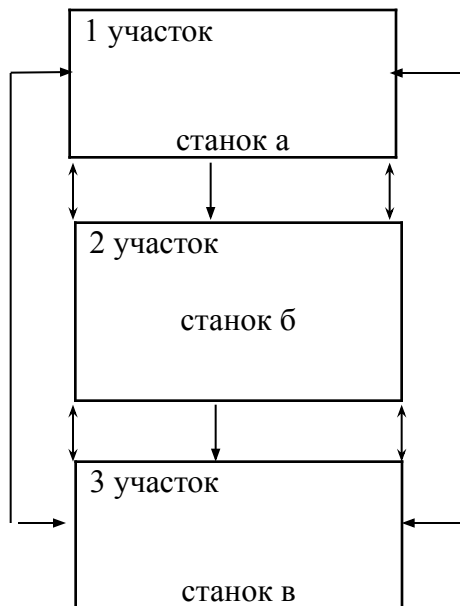 1 участок
станок а
2 участок
станок б
3 участок
станок в